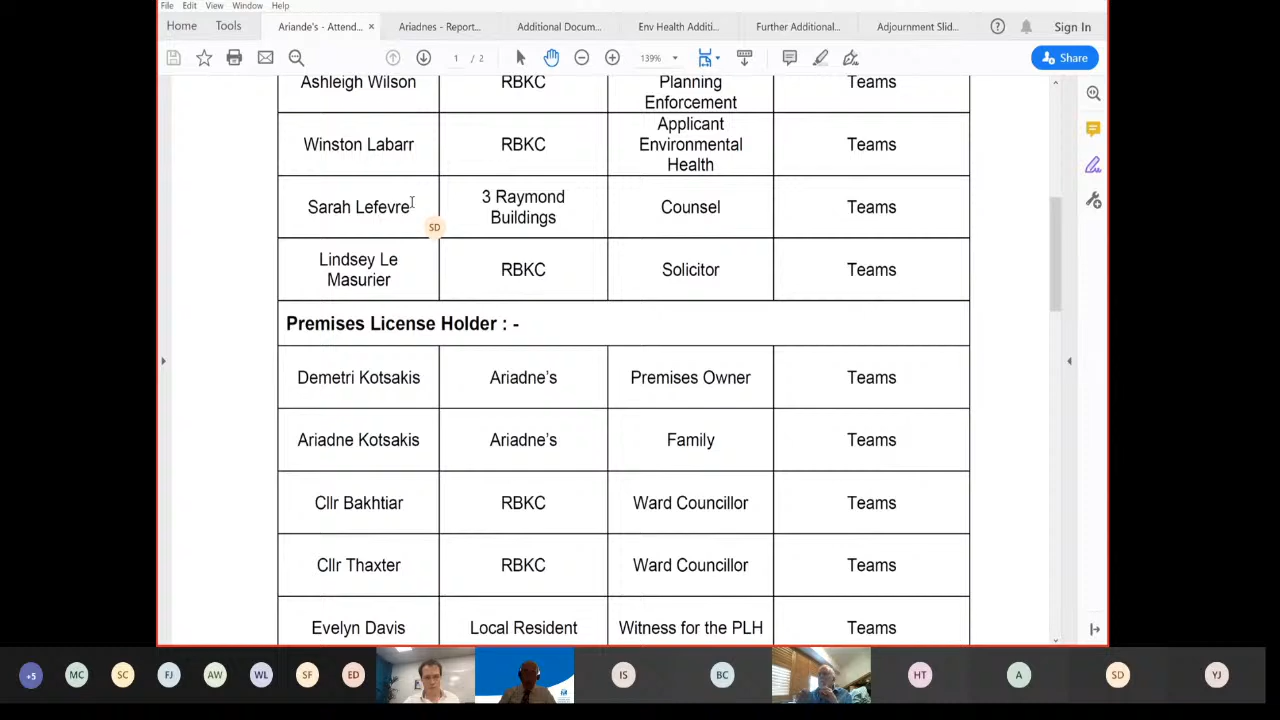 File Edit View Window Help
Home Tools Ariande's - Attend... × Ariadnes - Report... Additional Docum... Env Health Additi... Further Additional... Adjournment Slid... Sign In
1 / 2 139% Share
Ashleigh Wilson RBKC Planning Enforcement Teams
Winston Labarr RBKC Applicant Environmental Health Teams
Sarah Lefevre 3 Raymond Buildings Counsel Teams
SD
Lindsey Le Masurier RBKC Solicitor Teams
Premises License Holder : -
Demetri Kotsakis Ariadne's Premises Owner Teams
Ariadne Kotsakis Ariadne's Family Teams
Cllr Bakhtiar RBKC Ward Councillor Teams
Cllr Thaxter RBKC Ward Councillor Teams
Evelyn Davis Local Resident Witness for the PLH Teams
+5 MC SC FJ AW WL SF ED IS BC HT A SD YJ